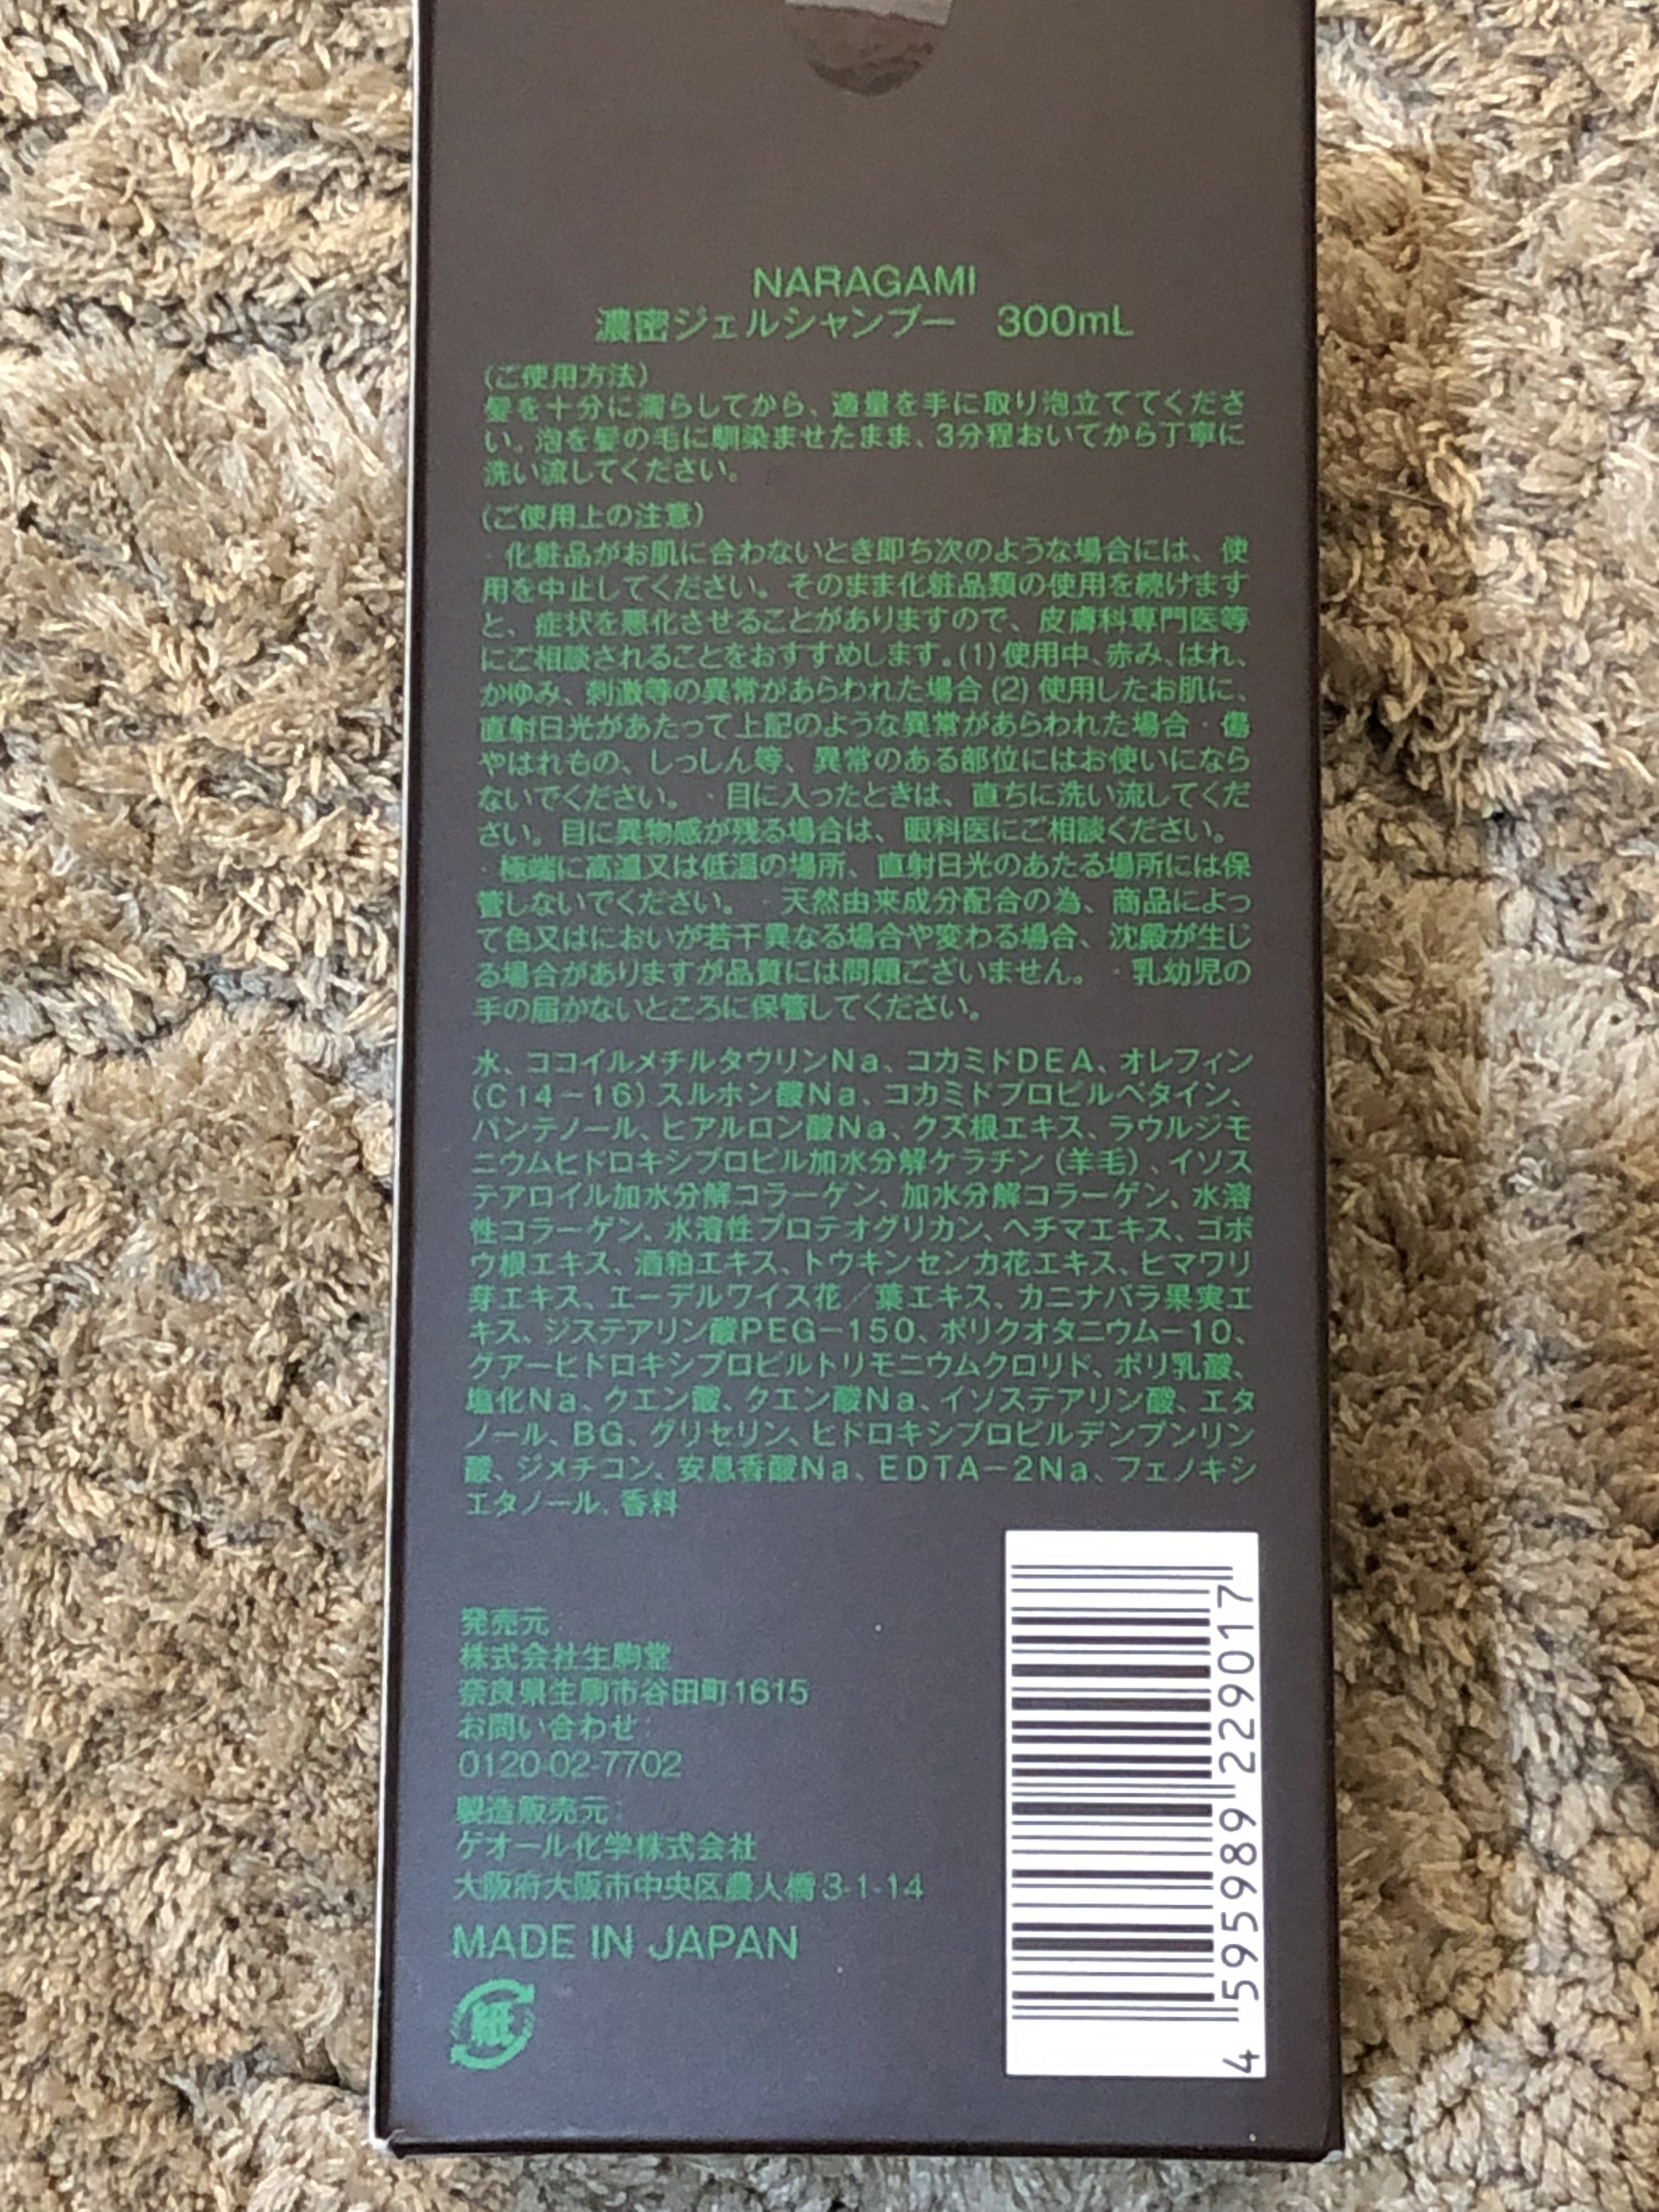 NARAGAMI
濃密ジェルシャンプー 300mL
(ご使用方法)
髪を十分に濡らしてから、適量を手に取り泡立ててくださ
い。泡を髪の毛に馴染ませたまま、3分程おいてから丁寧に
洗い流してください。
(ご使用上の注意)
・化粧品がお肌に合わないとき即ち次のような場合には、使
用を中止してください。そのまま化粧品類の使用を続けます
と、症状を悪化させることがありますので、皮膚科専門医等
にご相談されることをおすすめします。(1) 使用中、赤み、はれ、
かゆみ、刺激等の異常があらわれた場合 (2) 使用したお肌に、
直射日光があたって上記のような異常があらわれた場合 ・傷
やはれもの、しっしん等、異常のある部位にはお使いになら
ないでください。 ・目に入ったときは、直ちに洗い流してくだ
さい。目に異物感が残る場合は、眼科医にご相談ください。
・極端に高温又は低温の場所、直射日光のあたる場所には保
管しないでください。 ・天然由来成分配合の為、商品によっ
て色又はにおいが若干異なる場合や変わる場合、沈殿が生じ
る場合がありますが品質には問題ございません。 ・乳幼児の
手の届かないところに保管してください。
水、ココイルメチルタウリンNa、コカミドDEA、オレフィン
(C14－16)スルホン酸Na、コカミドプロピルベタイン、
パンテノール、ヒアルロン酸Na、クズ根エキス、ラウルジモ
ニウムヒドロキシプロピル加水分解ケラチン(羊毛)、イソス
テアロイル加水分解コラーゲン、加水分解コラーゲン、水溶
性コラーゲン、水溶性プロテオグリカン、ヘチマエキス、ゴボ
ウ根エキス、酒粕エキス、トウキンセンカ花エキス、ヒマワリ
芽エキス、エーデルワイス花／葉エキス、カニナバラ果実エ
キス、ジステアリン酸PEG－150、ポリクオタニウム－10、
グアーヒドロキシプロピルトリモニウムクロリド、ポリ乳酸、
塩化Na、クエン酸、クエン酸Na、イソステアリン酸、エタ
ノール、BG、グリセリン、ヒドロキシプロピルデンプンリン
酸、ジメチコン、安息香酸Na、EDTA－2Na、フェノキシ
エタノール、香料
発売元:
株式会社生駒堂
奈良県生駒市谷田町1615
お問い合わせ:
0120-02-7702
製造販売元:
ゲオール化学株式会社
大阪府大阪市中央区農人橋3-1-14
MADE IN JAPAN
紙
4 595989 229017